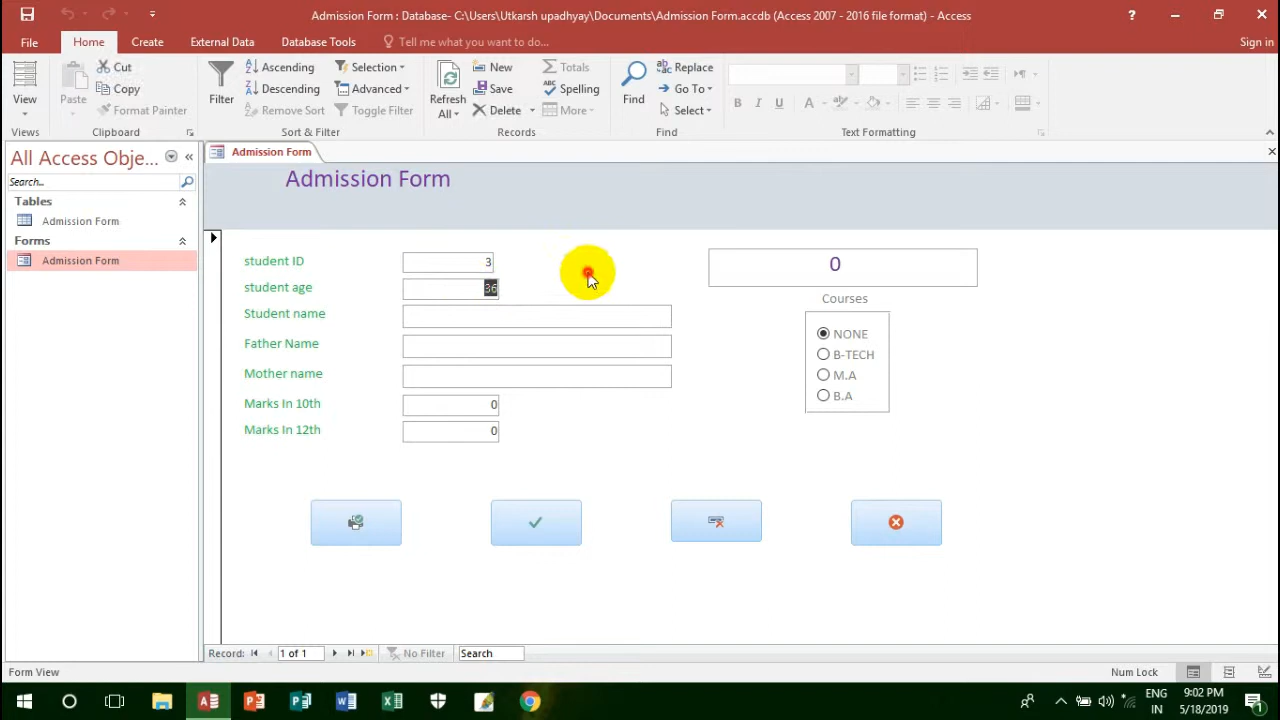 Admission Form : Database- C:\Users\Utkarsh upadhyay\Documents\Admission Form.accdb (Access 2007 - 2016 file format) - Access
?
File Home Create External Data Database Tools Tell me what you want to do... Sign in
View
Views
Paste
Cut
Copy
Format Painter
Clipboard
Filter
Ascending
Descending
Remove Sort
Selection
Advanced
Toggle Filter
Sort & Filter
Refresh
All
New
Save
Delete
Totals
Spelling
More
Records
Find
Replace
Go To
Select
Find
B I U A
Text Formatting
All Access Obje...
Search...
Tables
Admission Form
Forms
Admission Form
Admission Form
Admission Form
student ID 3
student age 36
Student name
Father Name
Mother name
Marks In 10th 0
Marks In 12th 0
0
Courses
NONE
B-TECH
M.A
B.A
Record: 1 of 1 No Filter Search
Form View Num Lock
ENG
IN
9:02 PM
5/18/2019
1